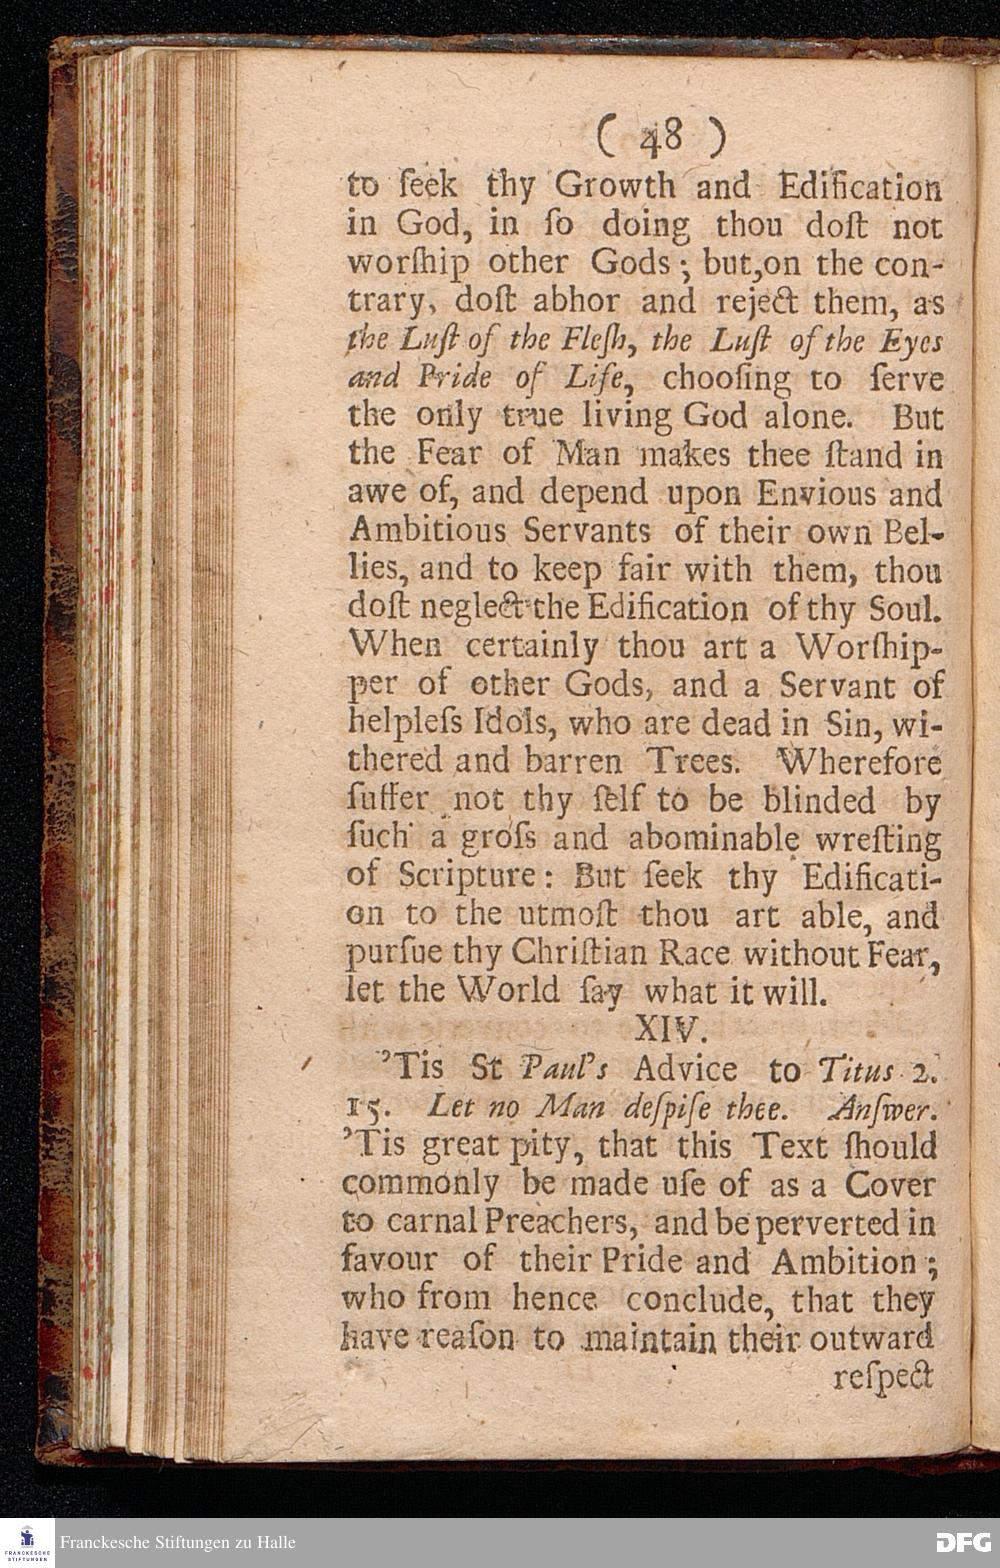 ( 48 )
to ſeek thy Growth and Edification
in God, in ſo doing thou doſt not
worſhip other Gods; but,on the con-
trary, doſt abhor and reject them, as
the Luſt of the Fleſh, the Luſt of the Eyes
and Pride of Life, chooſing to ſerve
the only true living God alone. But
the Fear of Man makes thee ſtand in
awe of, and depend upon Envious and
Ambitious Servants of their own Bel-
lies, and to keep fair with them, thou
doſt neglect the Edification of thy Soul.
When certainly thou art a Worſhip-
per of other Gods, and a Servant of
helpleſs Idols, who are dead in Sin, wi-
thered and barren Trees. Wherefore
ſuffer not thy ſelf to be blinded by
ſuch a groſs and abominable wreſting
of Scripture: But ſeek thy Edificati-
on to the utmoſt thou art able, and
purſue thy Chriſtian Race without Fear,
let the World ſay what it will.
XIV.
'Tis St Paul's Advice to Titus 2.
15. Let no Man deſpiſe thee. Anſwer.
'Tis great pity, that this Text ſhould
commonly be made uſe of as a Cover
to carnal Preachers, and be perverted in
favour of their Pride and Ambition;
who from hence conclude, that they
have reaſon to maintain their outward
reſpect
FRANCKESCHE
STIFTUNGEN
Franckesche Stiftungen zu Halle
DFG